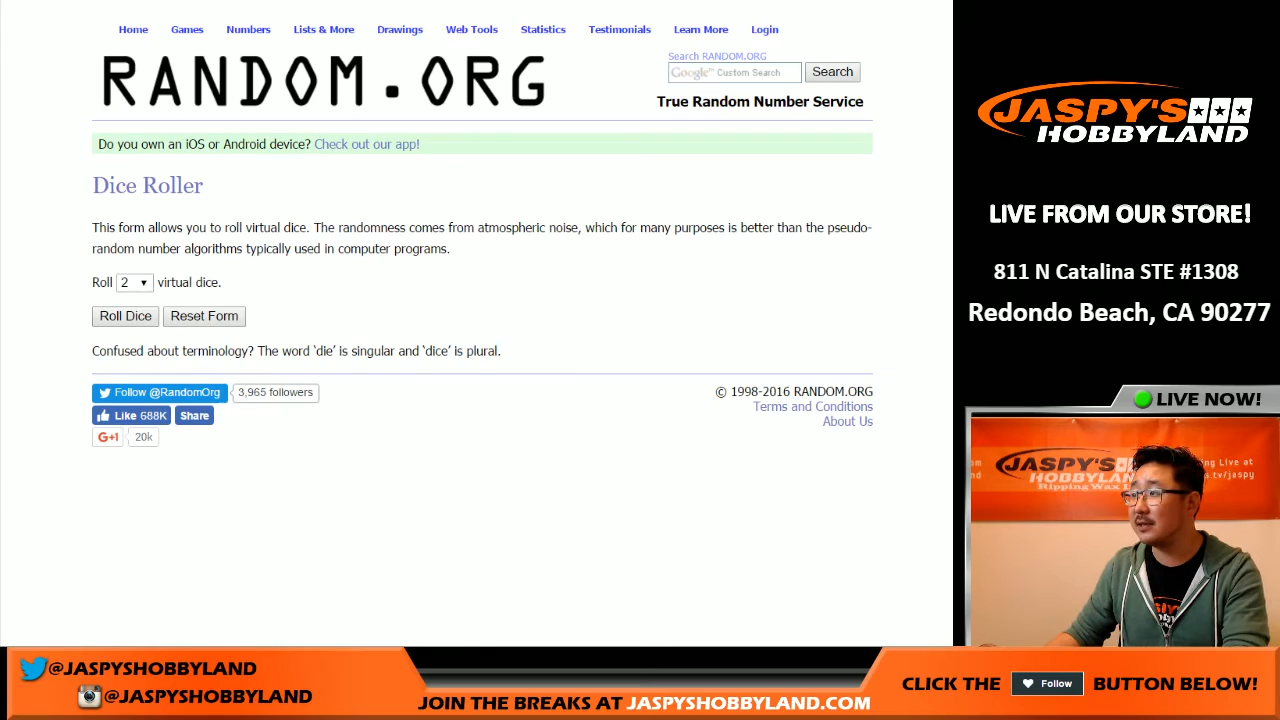 Home Games Numbers Lists & More Drawings Web Tools Statistics Testimonials Learn More Login
RANDOM.ORG
Search RANDOM.ORG
Google™ Custom Search Search
True Random Number Service
Do you own an iOS or Android device? Check out our app!
Dice Roller
This form allows you to roll virtual dice. The randomness comes from atmospheric noise, which for many purposes is better than the pseudo-
random number algorithms typically used in computer programs.
Roll 2 virtual dice.
Roll Dice Reset Form
Confused about terminology? The word ‘die’ is singular and ‘dice’ is plural.
Follow @RandomOrg 3,965 followers
Like 688K Share
G+1 20k
© 1998-2016 RANDOM.ORG
Terms and Conditions
About Us
JASPY'S
HOBBYLAND
LIVE FROM OUR STORE!
811 N Catalina STE #1308
Redondo Beach, CA 90277
LIVE NOW!
JASPY'S
HOBBYLAND
Ripping Wax
ing Live at
s.tv/jaspy
@JASPYSHOBBYLAND
@JASPYSHOBBYLAND
JOIN THE BREAKS AT JASPYSHOBBYLAND.COM
CLICK THE Follow BUTTON BELOW!